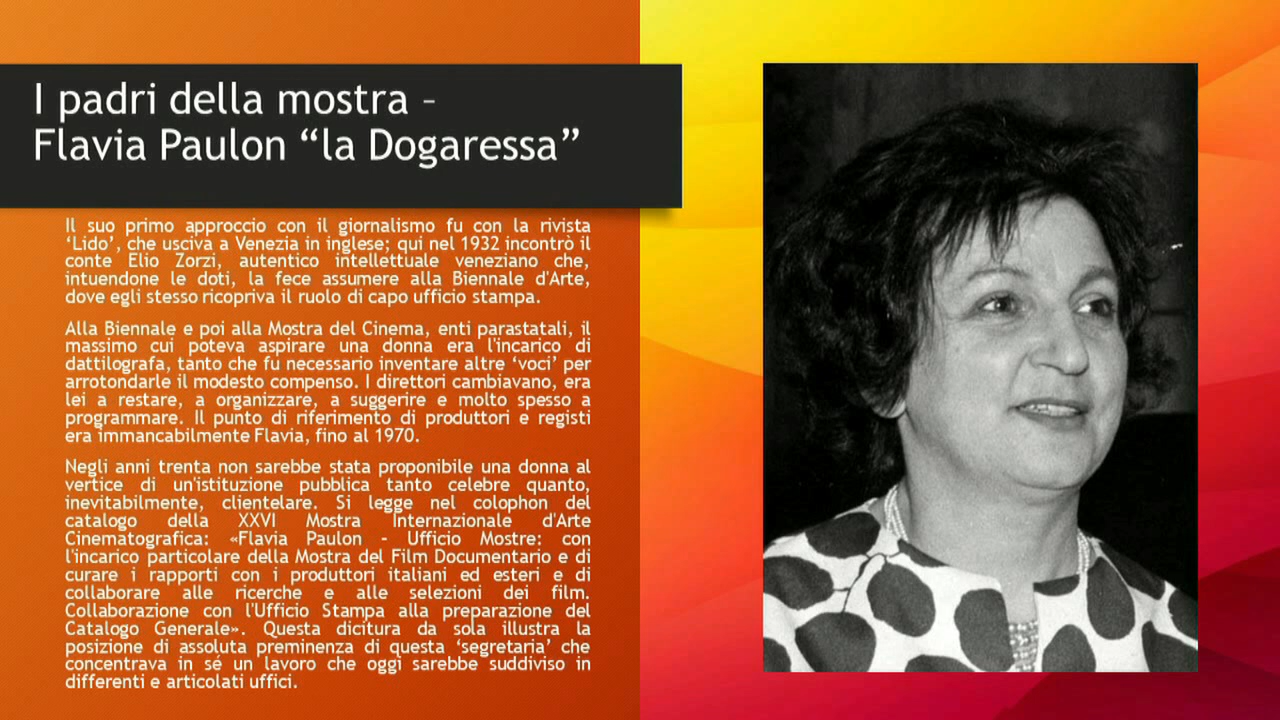 I padri della mostra –
Flavia Paulon “la Dogaressa”
Il suo primo approccio con il giornalismo fu con la rivista
‘Lido’, che usciva a Venezia in inglese; qui nel 1932 incontrò il
conte Elio Zorzi, autentico intellettuale veneziano che,
intuendone le doti, la fece assumere alla Biennale d'Arte,
dove egli stesso ricopriva il ruolo di capo ufficio stampa.
Alla Biennale e poi alla Mostra del Cinema, enti parastatali, il
massimo cui poteva aspirare una donna era l'incarico di
dattilografa, tanto che fu necessario inventare altre ‘voci’ per
arrotondarle il modesto compenso. I direttori cambiavano, era
lei a restare, a organizzare, a suggerire e molto spesso a
programmare. Il punto di riferimento di produttori e registi
era immancabilmente Flavia, fino al 1970.
Negli anni trenta non sarebbe stata proponibile una donna al
vertice di un'istituzione pubblica tanto celebre quanto,
inevitabilmente, clientelare. Si legge nel colophon del
catalogo della XXVI Mostra Internazionale d'Arte
Cinematografica: «Flavia Paulon – Ufficio Mostre: con
l'incarico particolare della Mostra del Film Documentario e di
curare i rapporti con i produttori italiani ed esteri e di
collaborare alle ricerche e alle selezioni dei film.
Collaborazione con l'Ufficio Stampa alla preparazione del
Catalogo Generale». Questa dicitura da sola illustra la
posizione di assoluta preminenza di questa ‘segretaria’ che
concentrava in sé un lavoro che oggi sarebbe suddiviso in
differenti e articolati uffici.